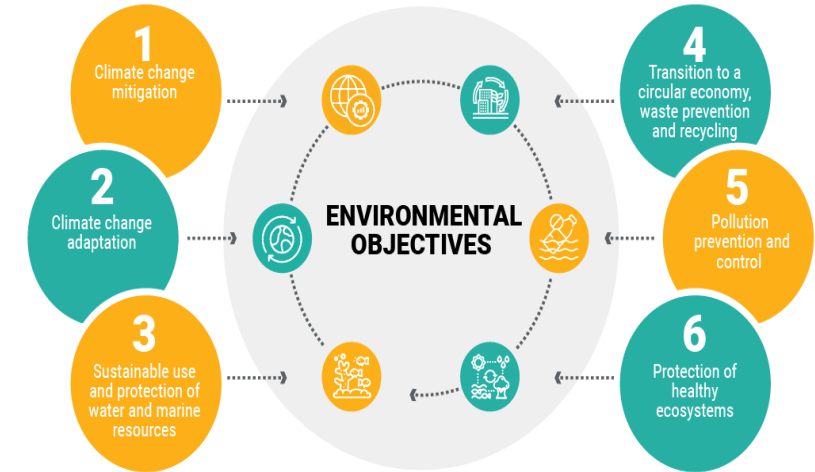 1
Climate change
mitigation
2
Climate change
adaptation
3
Sustainable use
and protection of
water and marine
resources
ENVIRONMENTAL
OBJECTIVES
4
Transition to a
circular economy,
waste prevention
and recycling
5
Pollution
prevention and
control
6
Protection of
healthy
ecosystems